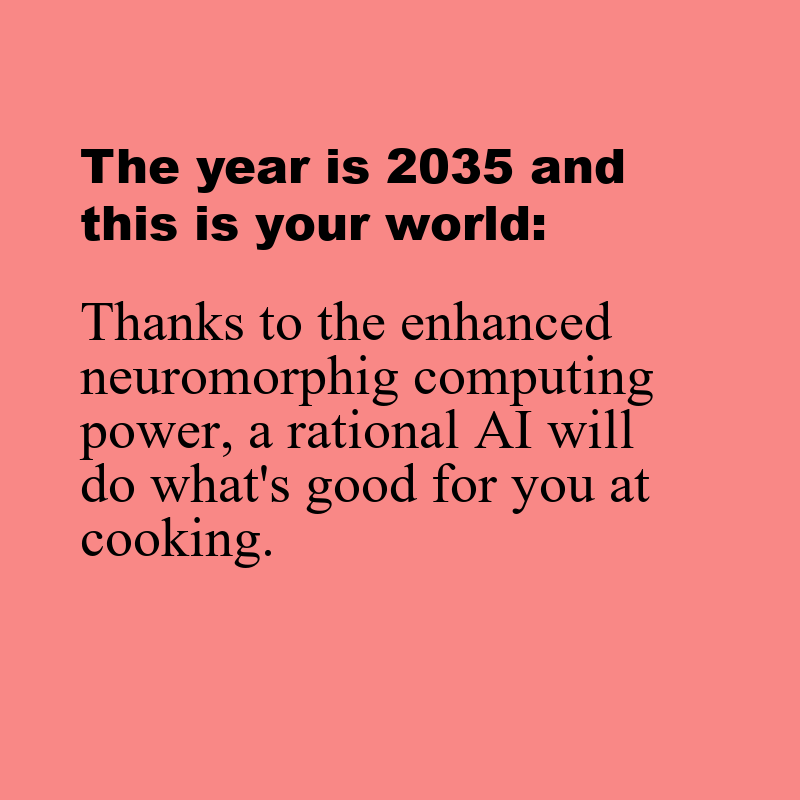 The year is 2035 and
this is your world:
Thanks to the enhanced
neuromorphig computing
power, a rational AI will
do what's good for you at
cooking.